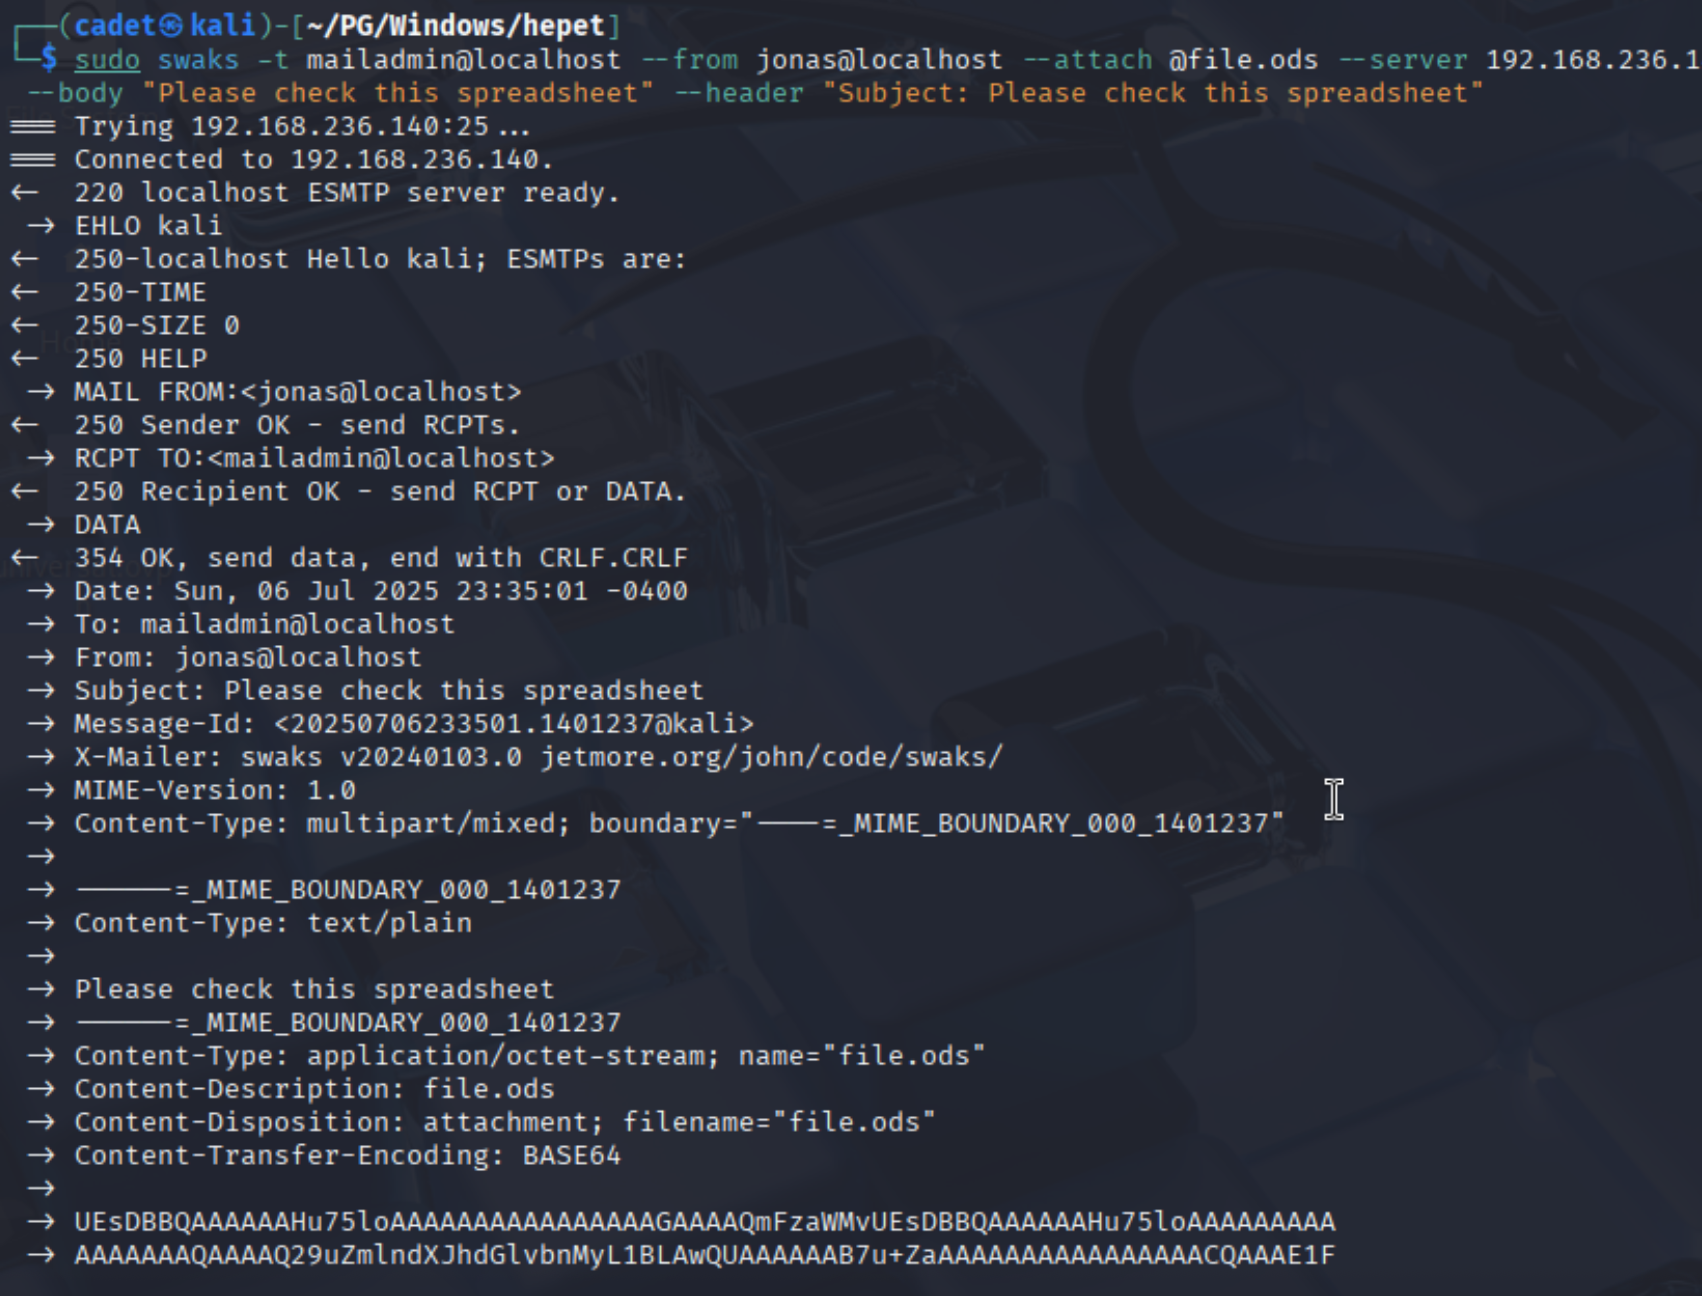 ┌──(cadet㉿kali)-[~/PG/Windows/hepet]
└─$ sudo swaks -t mailadmin@localhost --from jonas@localhost --attach @file.ods --server 192.168.236.1
--body "Please check this spreadsheet" --header "Subject: Please check this spreadsheet"
=== Trying 192.168.236.140:25...
=== Connected to 192.168.236.140.
<-  220 localhost ESMTP server ready.
 -> EHLO kali
<-  250-localhost Hello kali; ESMTPs are:
<-  250-TIME
<-  250-SIZE 0
<-  250 HELP
 -> MAIL FROM:<jonas@localhost>
<-  250 Sender OK - send RCPTs.
 -> RCPT TO:<mailadmin@localhost>
<-  250 Recipient OK - send RCPT or DATA.
 -> DATA
<-  354 OK, send data, end with CRLF.CRLF
 -> Date: Sun, 06 Jul 2025 23:35:01 -0400
 -> To: mailadmin@localhost
 -> From: jonas@localhost
 -> Subject: Please check this spreadsheet
 -> Message-Id: <20250706233501.1401237@kali>
 -> X-Mailer: swaks v20240103.0 jetmore.org/john/code/swaks/
 -> MIME-Version: 1.0
 -> Content-Type: multipart/mixed; boundary="----=_MIME_BOUNDARY_000_1401237"
 ->
 -> ------=_MIME_BOUNDARY_000_1401237
 -> Content-Type: text/plain
 ->
 -> Please check this spreadsheet
 -> ------=_MIME_BOUNDARY_000_1401237
 -> Content-Type: application/octet-stream; name="file.ods"
 -> Content-Description: file.ods
 -> Content-Disposition: attachment; filename="file.ods"
 -> Content-Transfer-Encoding: BASE64
 ->
 -> UEsDBBQAAAAAAHu75loAAAAAAAAAAAAAAAAGAAAAQmFzaWMvUEsDBBQAAAAAAHu75loAAAAAAAAA
 -> AAAAAAAQAAAAQ29uZmlndXJhdGlvbnMyL1BLAwQUAAAAAAB7u+ZaAAAAAAAAAAAAAAAACQAAAE1F